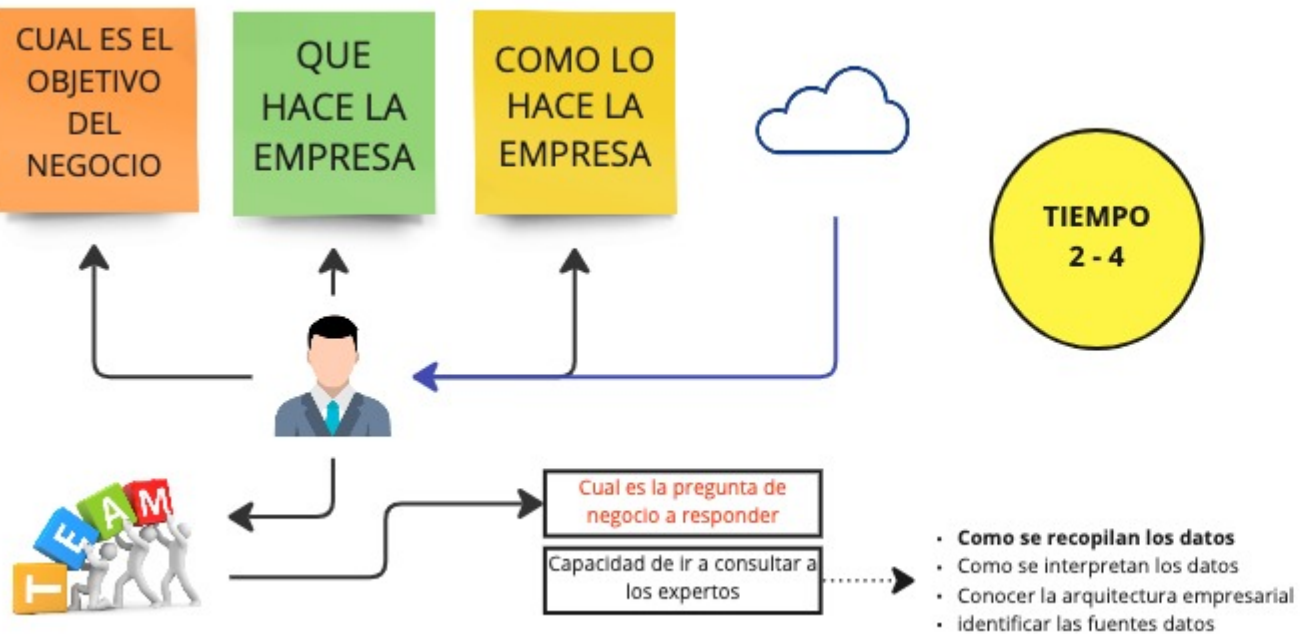 CUAL ES EL
OBJETIVO
DEL
NEGOCIO
QUE
HACE LA
EMPRESA
COMO LO
HACE LA
EMPRESA
TIEMPO
2 - 4
TEAM
Cual es la pregunta de
negocio a responder
Capacidad de ir a consultar a
los expertos
• Como se recopilan los datos
• Como se interpretan los datos
• Conocer la arquitectura empresarial
• identificar las fuentes datos